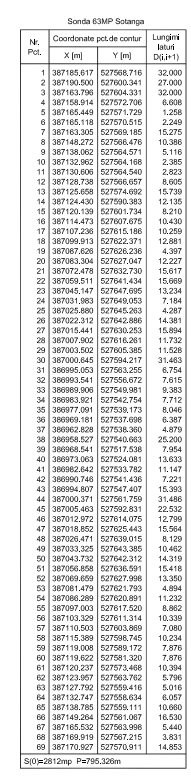 Sonda 63MP Sotanga
Nr. Pct. Coordonate pct.de contur Lungimi laturi
X [m] Y [m] D(i,i+1)
1 387185.617 527568.716 32.000
2 387190.500 527600.341 27.000
3 387163.796 527604.331 32.000
4 387158.914 527572.706 6.608
5 387165.449 527571.729 1.258
6 387165.118 527570.515 2.249
7 387163.305 527569.185 15.275
8 387148.272 527566.476 10.386
9 387138.062 527564.571 5.116
10 387132.962 527564.168 2.385
11 387130.606 527564.540 2.823
12 387128.738 527566.657 8.605
13 387125.658 527574.692 15.739
14 387124.430 527590.383 12.135
15 387120.139 527601.734 8.210
16 387114.473 527607.675 10.430
17 387107.236 527615.186 10.259
18 387099.913 527622.371 12.881
19 387087.626 527626.236 4.397
20 387083.304 527627.047 12.227
21 387072.478 527632.730 15.617
22 387059.511 527641.434 15.669
23 387045.147 527647.695 13.234
24 387031.983 527649.053 7.184
25 387025.880 527645.263 4.287
26 387022.312 527642.886 14.381
27 387015.441 527630.253 15.894
28 387007.902 527616.261 11.732
29 387003.502 527605.385 11.528
30 387000.645 527594.217 31.463
31 386995.053 527563.255 6.754
32 386993.541 527556.672 7.615
33 386989.906 527549.981 9.383
34 386983.921 527542.754 7.712
35 386977.091 527539.173 8.046
36 386969.181 527537.698 6.387
37 386962.828 527538.360 4.879
38 386958.527 527540.663 25.200
39 386968.541 527517.538 7.954
40 386973.063 527524.081 13.633
41 386982.642 527533.782 11.147
42 386990.746 527541.436 7.221
43 386994.807 527547.407 15.393
44 387000.371 527561.759 31.486
45 387005.463 527592.831 22.532
46 387012.972 527614.075 12.799
47 387018.852 527625.443 15.564
48 387026.471 527639.015 8.129
49 387033.325 527643.385 10.462
50 387043.732 527642.312 14.319
51 387056.858 527636.591 15.418
52 387069.659 527627.998 13.350
53 387081.479 527621.793 4.894
54 387086.289 527620.891 11.232
55 387097.003 527617.520 8.862
56 387103.329 527611.314 10.339
57 387110.503 527603.869 7.080
58 387115.389 527598.745 10.234
59 387119.008 527589.172 7.876
60 387119.622 527581.320 7.876
61 387120.237 527573.468 10.394
62 387123.957 527563.762 5.796
63 387127.792 527559.416 5.016
64 387132.747 527558.634 6.057
65 387138.785 527559.111 10.660
66 387149.264 527561.067 16.530
67 387165.532 527563.998 5.440
68 387169.919 527567.215 3.831
69 387170.927 527570.911 14.853
S(0)=2812mp P=795.326m